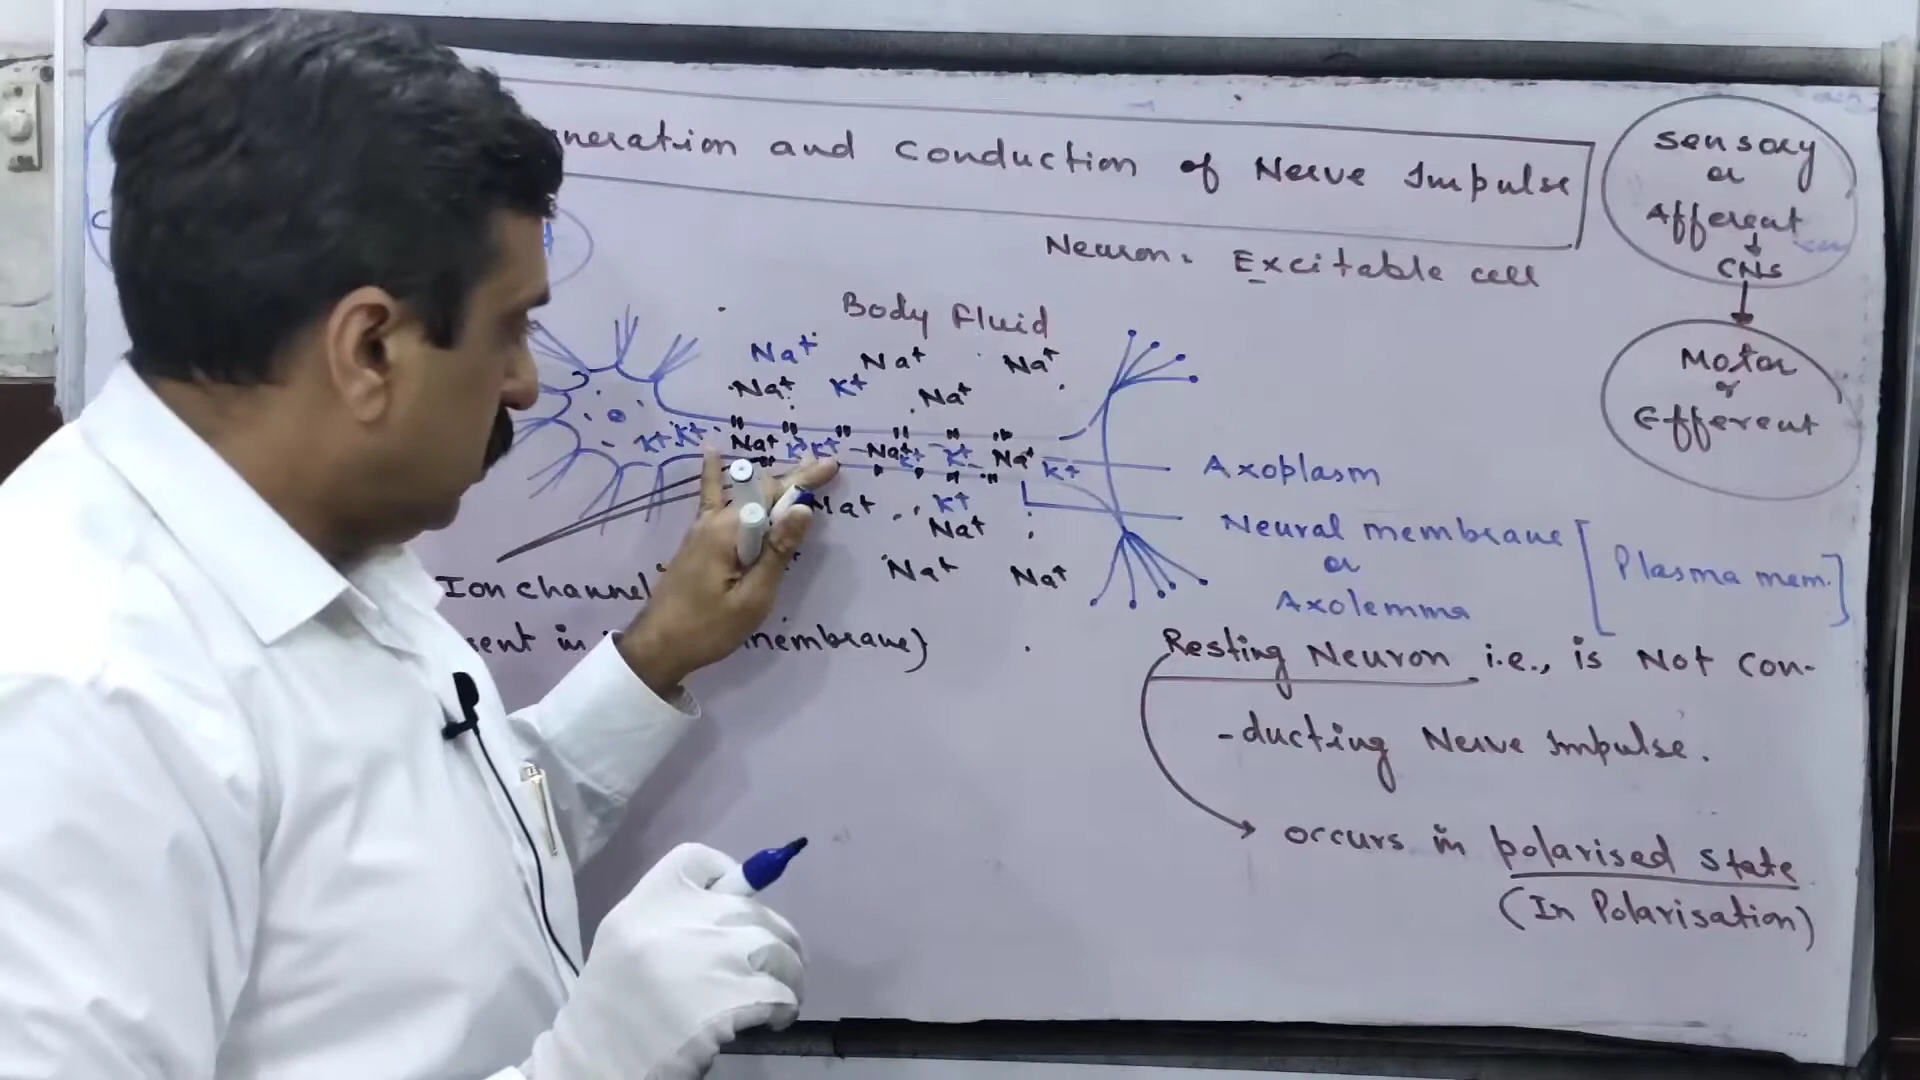 and Conduction of Nerve Impulse
Neuron: Excitable cell
Sensory
or
Afferent
↓
CNS
↓
Motor
or
Efferent
Body Fluid
Na+ Na+ Na+
Na+ K+ Na+
K+ K+ Na+ K+ K+ Na+ K+ K+ Na+ K+
Na+ K+
Na+
Na+ Na+
Axoplasm
Neural membrane
or
Axolemma
[Plasma mem.]
Ion channel
in membrane)
Resting Neuron i.e., is Not Con-
-ducting Nerve Impulse.
→ occurs in polarised state
(In Polarisation)